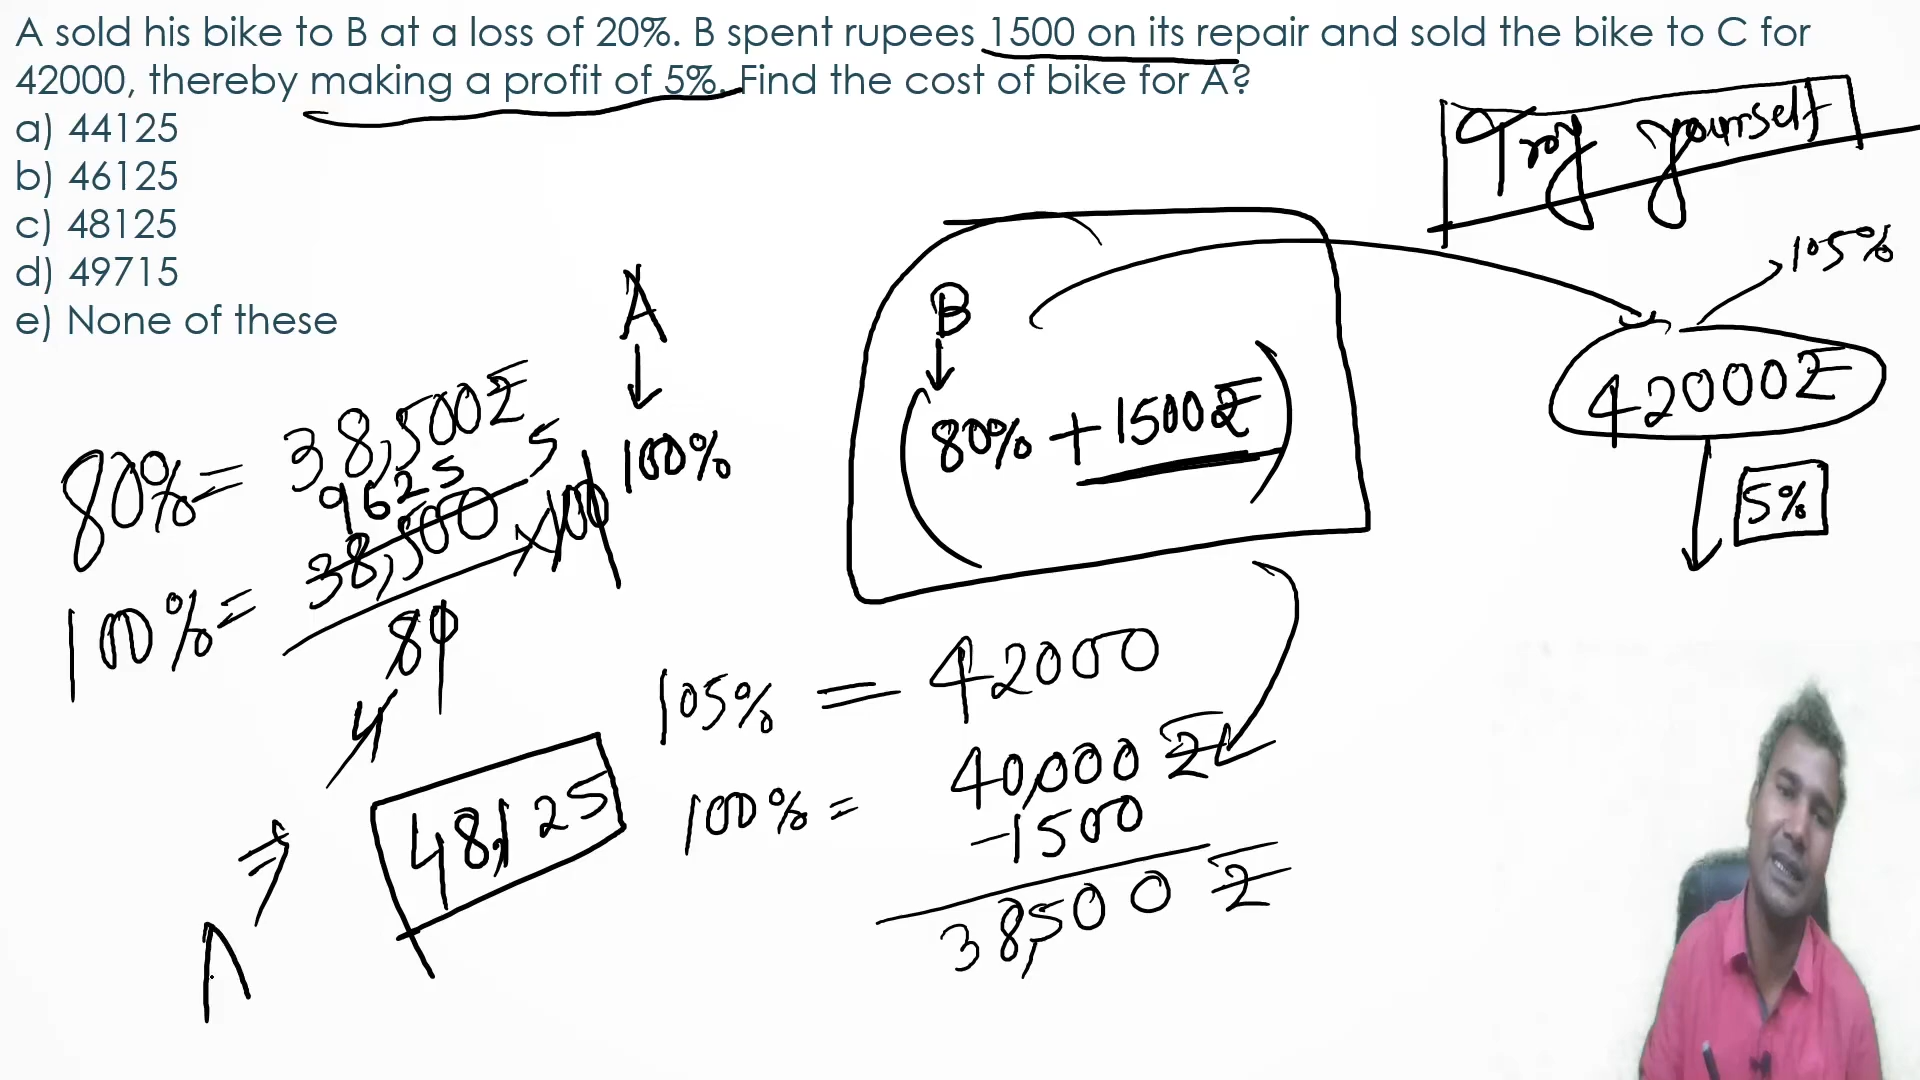 A sold his bike to B at a loss of 20%. B spent rupees 1500 on its repair and sold the bike to C for
42000, thereby making a profit of 5%. Find the cost of bike for A?
a) 44125
b) 46125
c) 48125
d) 49715
e) None of these
Try yourself
A
B
105%
42000₹
100%
80% + 1500₹
5%
80% = 38,500₹
9625 5
100% = 38,500 × 100
80
4
105% = 42000
100% = 40,000 ₹
-1500
38,500 ₹
A ⇒ 48,125